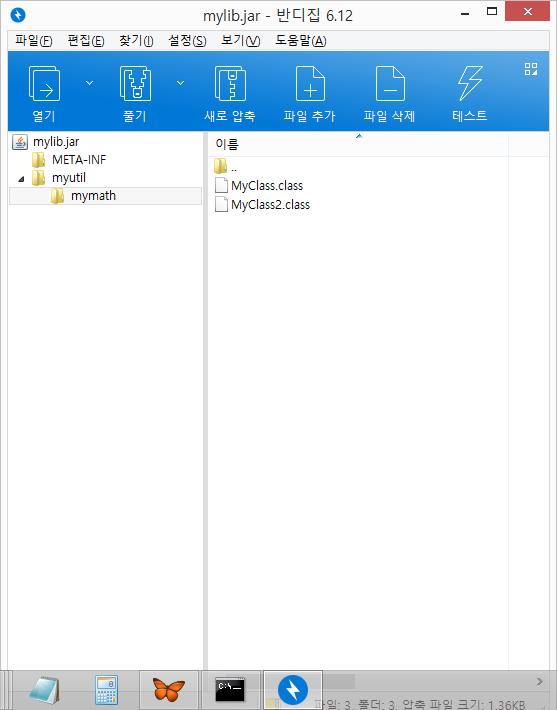 mylib.jar - 반디집 6.12
파일(F) 편집(E) 찾기(I) 설정(S) 보기(V) 도움말(A)
열기 풀기 새로 압축 파일 추가 파일 삭제 테스트
mylib.jar
META-INF
myutil
mymath
이름
..
MyClass.class
MyClass2.class
C:\_
파일: 3, 폴더: 3, 압축 파일 크기: 1.36KB